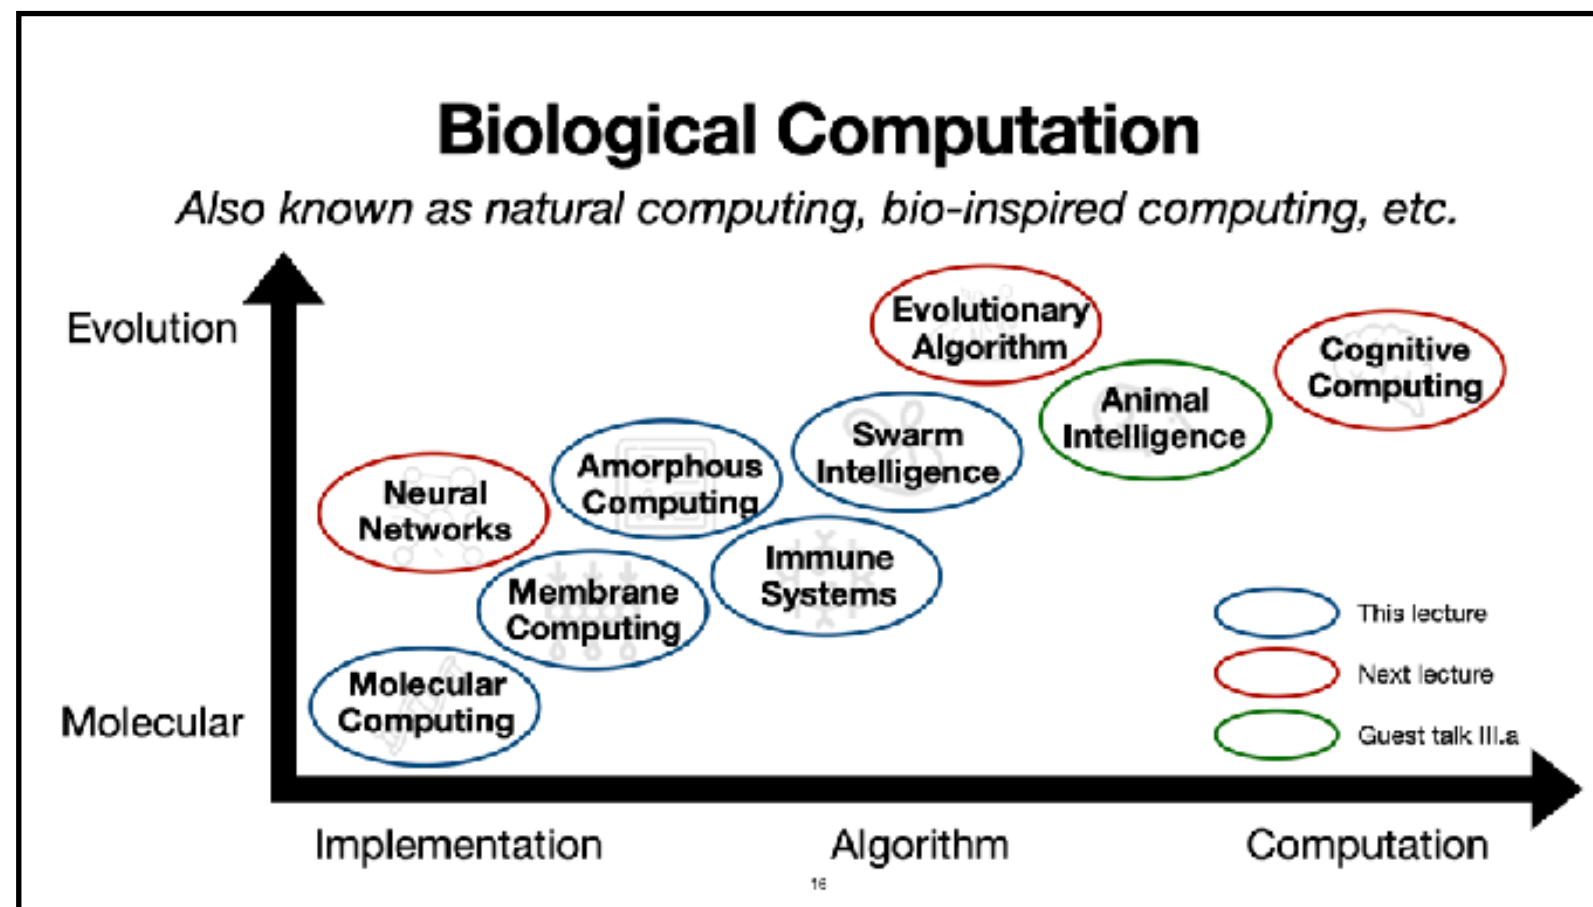 Biological Computation
Also known as natural computing, bio-inspired computing, etc.
Evolution
Molecular
Evolutionary
Algorithm
Cognitive
Computing
Animal
Intelligence
Swarm
Intelligence
Amorphous
Computing
Neural
Networks
Immune
Systems
Membrane
Computing
Molecular
Computing
This lecture
Next lecture
Guest talk III.a
Implementation
Algorithm
Computation
16